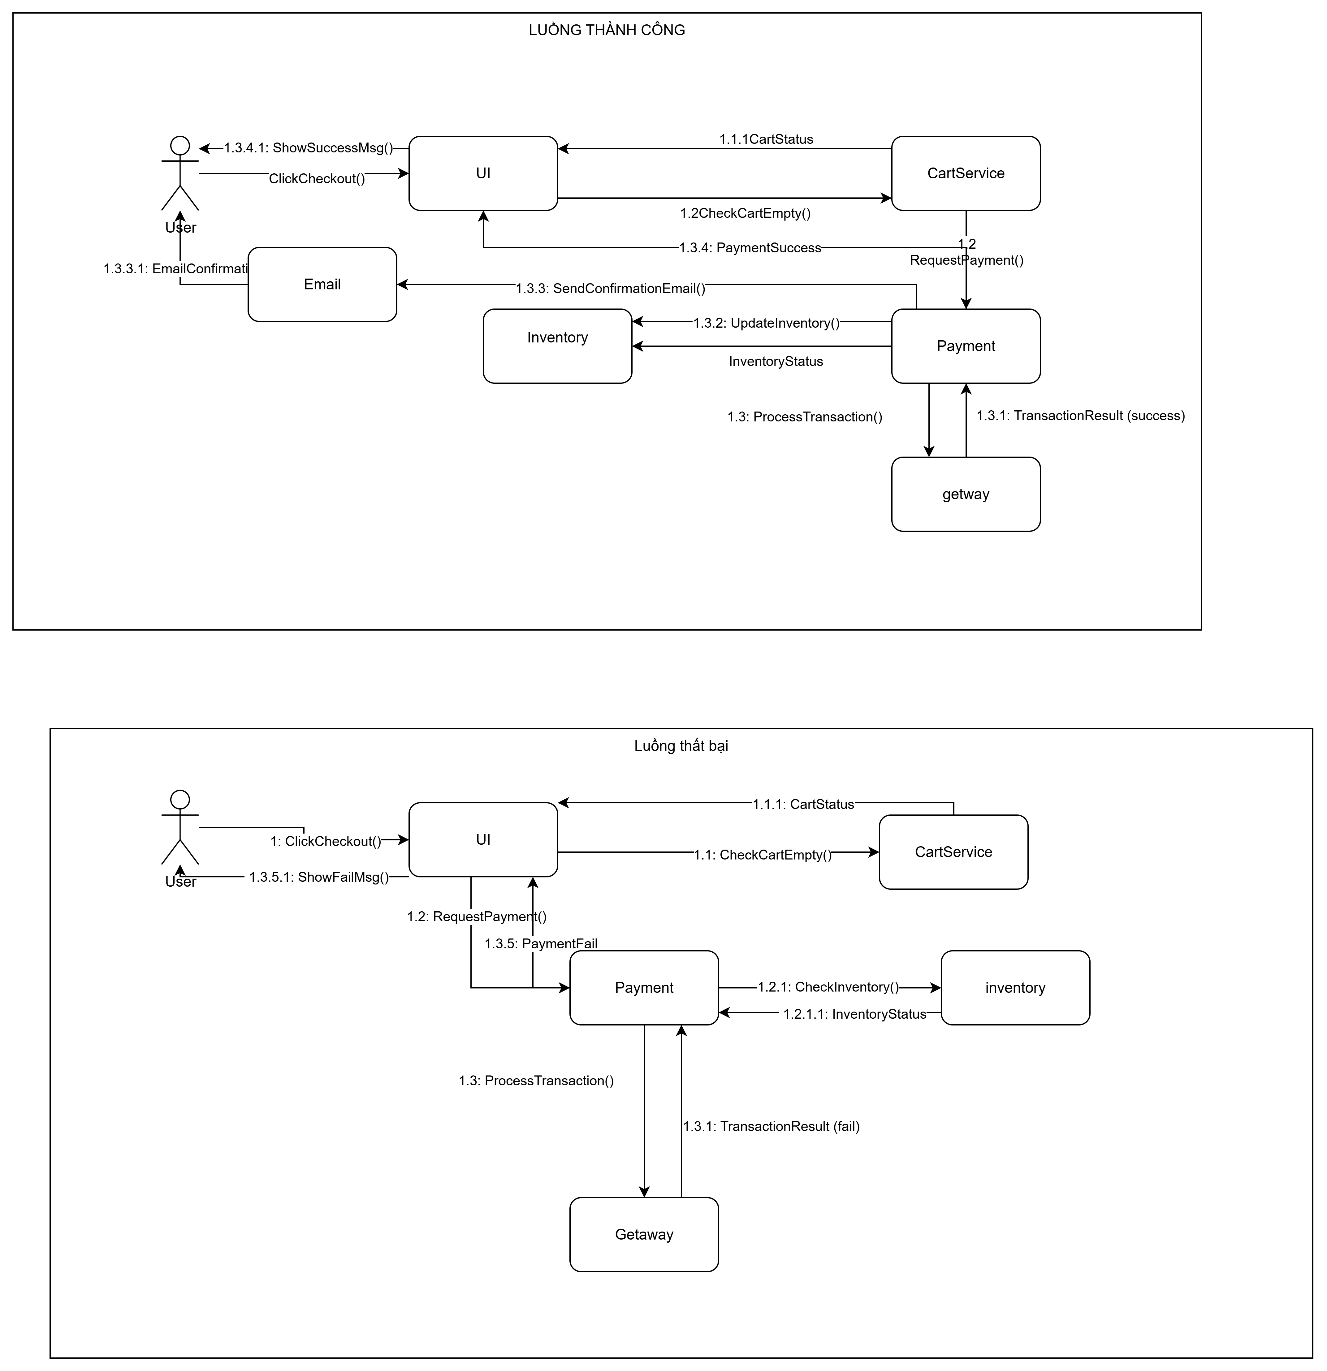 LUỒNG THÀNH CÔNG
1.3.4.1: ShowSuccessMsg()
ClickCheckout()
UI
1.1.1CartStatus
CartService
1.2CheckCartEmpty()
User
1.3.4: PaymentSuccess
1.2
RequestPayment()
1.3.3.1: EmailConfirmati
Email
1.3.3: SendConfirmationEmail()
Inventory
1.3.2: UpdateInventory()
InventoryStatus
Payment
1.3: ProcessTransaction()
1.3.1: TransactionResult (success)
getway
Luồng thất bại
1: ClickCheckout()
UI
1.1.1: CartStatus
1.1: CheckCartEmpty()
CartService
User
1.3.5.1: ShowFailMsg()
1.2: RequestPayment()
1.3.5: PaymentFail
Payment
1.2.1: CheckInventory()
1.2.1.1: InventoryStatus
inventory
1.3: ProcessTransaction()
1.3.1: TransactionResult (fail)
Getaway